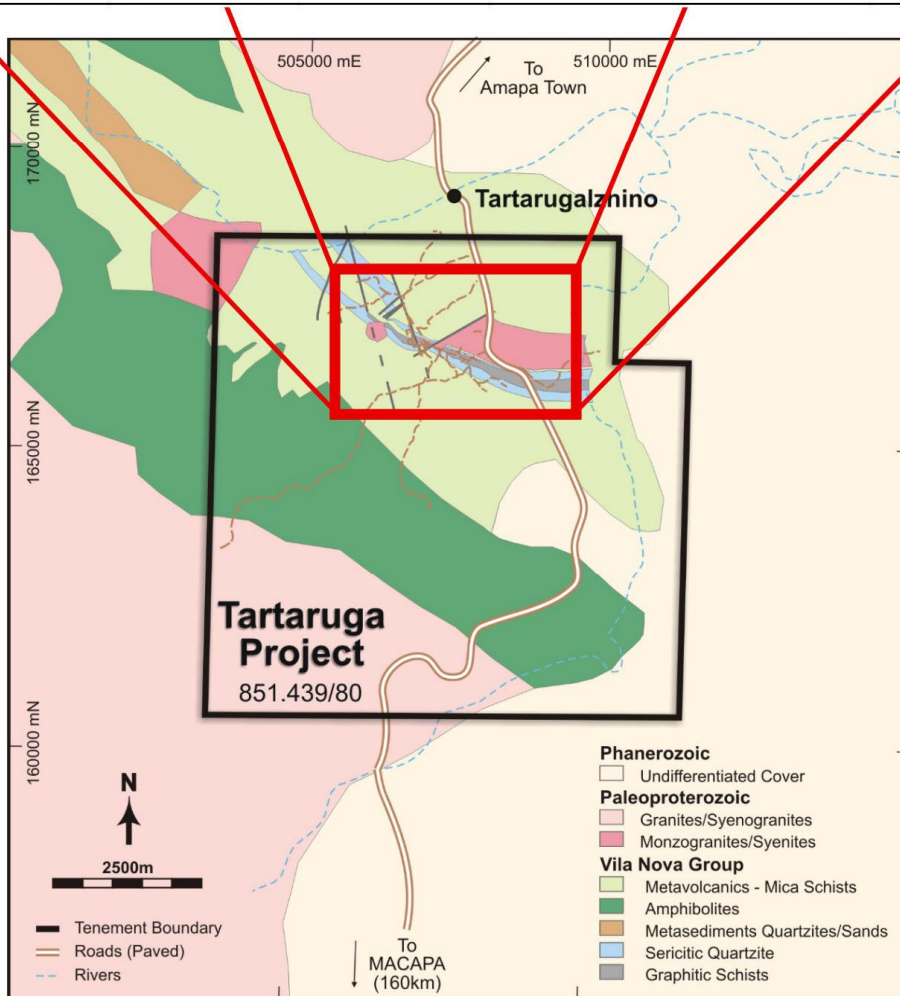 505000 mE
510000 mE
To
Amapa Town
170000 mN
Tartarugalznino
165000 mN
Tartaruga
Project
851.439/80
160000 mN
N
2500m
Tenement Boundary
Roads (Paved)
Rivers
To
MACAPA
(160km)
Phanerozoic
Undifferentiated Cover
Paleoproterozoic
Granites/Syenogranites
Monzogranites/Syenites
Vila Nova Group
Metavolcanics - Mica Schists
Amphibolites
Metasediments Quartzites/Sands
Sericitic Quartzite
Graphitic Schists